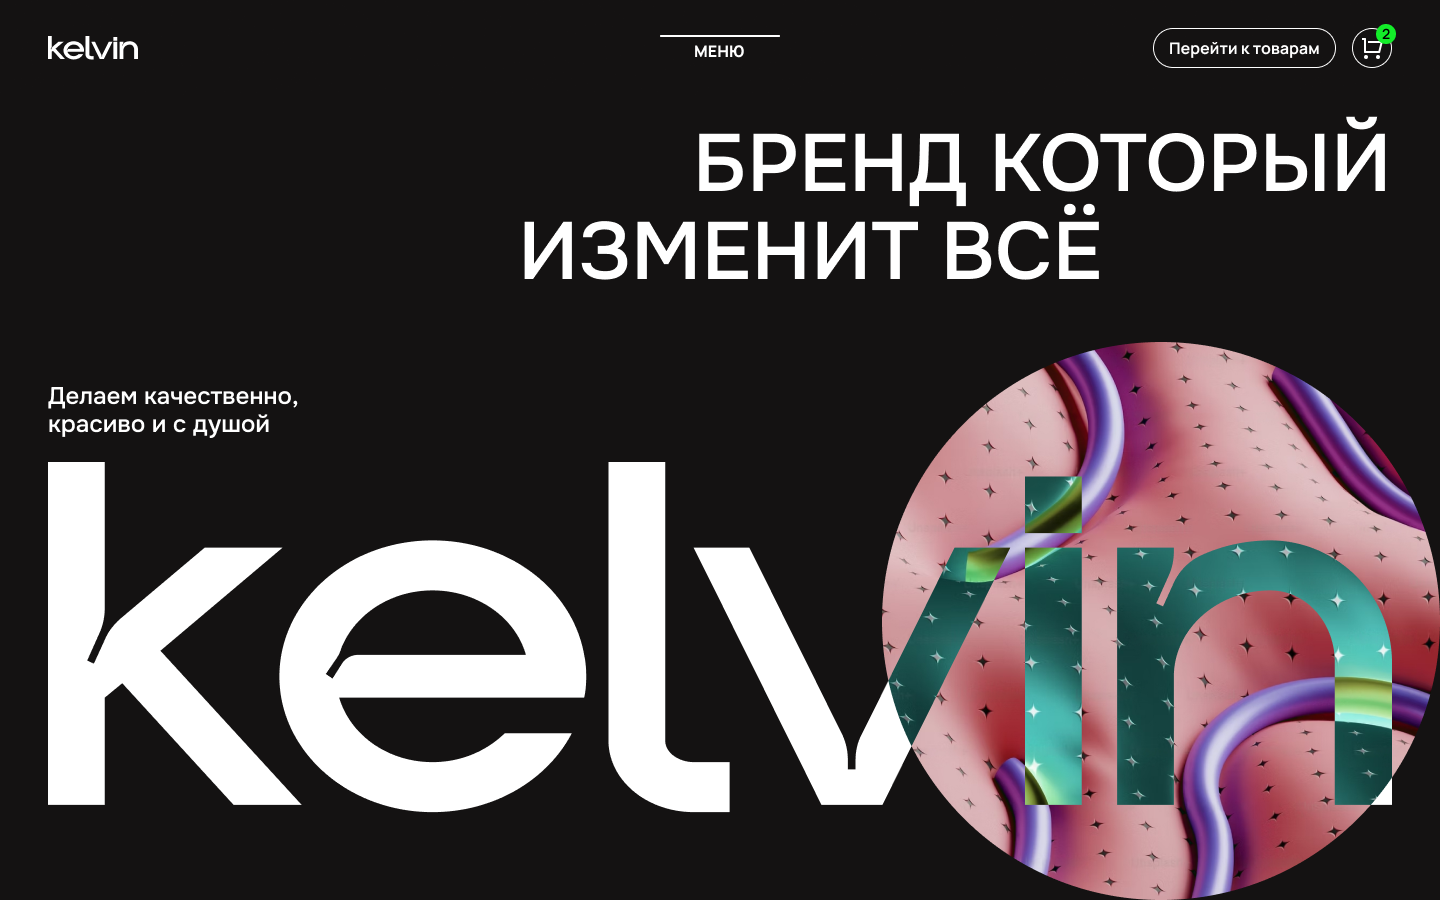 kelvin
МЕНЮ
Перейти к товарам
2
БРЕНД КОТОРЫЙ
ИЗМЕНИТ ВСЁ
Делаем качественно,
красиво и с душой
kelvin